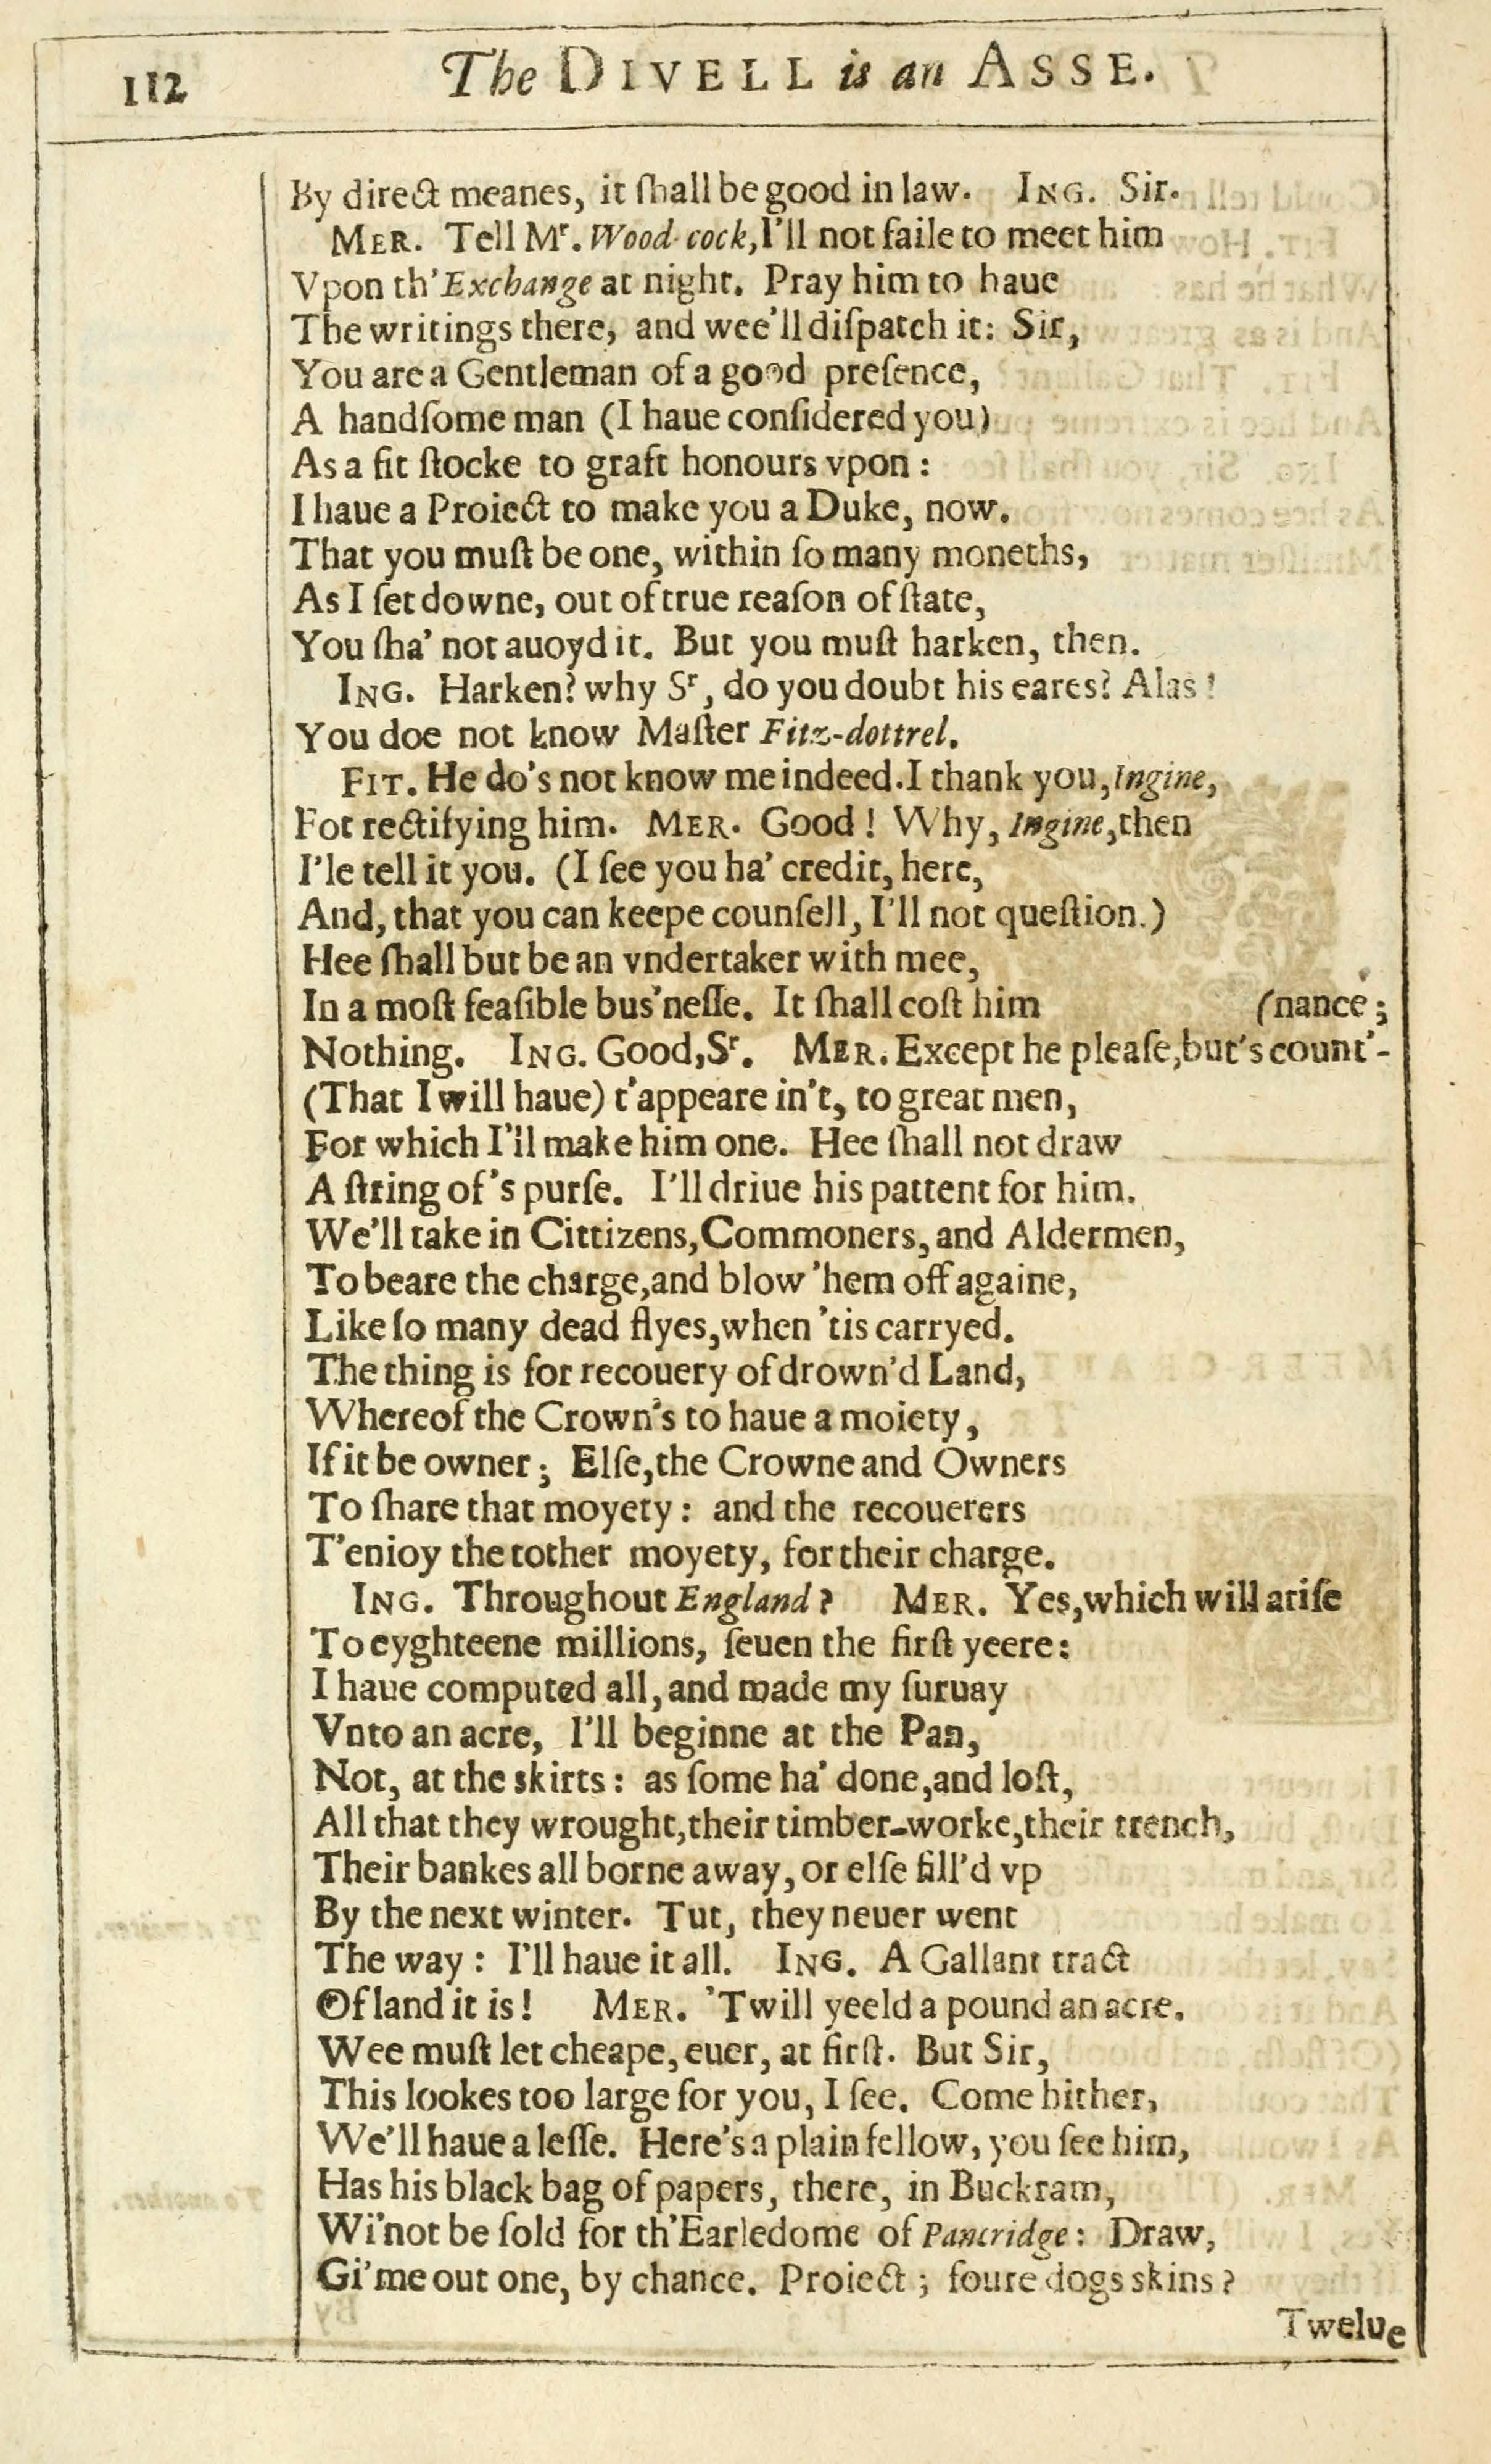 112 The DIVELL is an ASSE.
By direct meanes, it ſhall be good in law. ING. Sir.
MER. Tell Mʳ. Wood-cock, I'll not faile to meet him
Vpon th'Exchange at night. Pray him to haue
The writings there, and wee'll diſpatch it: Sir,
You are a Gentleman of a good preſence,
A handſome man (I haue conſidered you)
As a fit ſtocke to graft honours vpon:
I haue a Proiect to make you a Duke, now.
That you muſt be one, within ſo many moneths,
As I ſet downe, out of true reaſon of ſtate,
You ſha' not auoyd it. But you muſt harken, then.
ING. Harken? why Sʳ, do you doubt his eares? Alas!
You doe not know Maſter Fitz-dottrel.
FIT. He do's not know me indeed. I thank you, Ingine,
For rectifying him. MER. Good! Why, Ingine, then
I'le tell it you. (I ſee you ha' credit, here,
And, that you can keepe counſell, I'll not queſtion.)
Hee ſhall but be an vndertaker with mee,
In a moſt feaſible bus'neſſe. It ſhall coſt him (nance;
Nothing. ING. Good, Sʳ. MER. Except he pleaſe, but's count'-
(That I will haue) t'appeare in't, to great men,
For which I'll make him one. Hee ſhall not draw
A ſtring of's purſe. I'll driue his pattent for him.
We'll take in Cittizens, Commoners, and Aldermen,
To beare the charge, and blow 'hem off againe,
Like ſo many dead flyes, when 'tis carryed.
The thing is for recouery of drown'd Land,
Whereof the Crown's to haue a moiety,
If it be owner; Elſe, the Crowne and Owners
To ſhare that moyety: and the recouerers
T'enioy the tother moyety, for their charge.
ING. Throughout England? MER. Yes, which will ariſe
To eyghteene millions, ſeuen the firſt yeere:
I haue computed all, and made my ſuruay
Vnto an acre, I'll beginne at the Pan,
Not, at the skirts: as ſome ha' done, and loſt,
All that they wrought, their timber-worke, their trench,
Their bankes all borne away, or elſe fill'd vp
By the next winter. Tut, they neuer went
The way: I'll haue it all. ING. A Gallant tract
Of land it is! MER. 'Twill yeeld a pound an acre.
Wee muſt let cheape, euer, at firſt. But Sir,
This lookes too large for you, I ſee. Come hither,
We'll haue a leſſe. Here's a plain fellow, you ſee him,
Has his black bag of papers, there, in Buckram,
Wi'not be ſold for th'Earledome of Pancridge: Draw,
Gi'me out one, by chance. Proiect; foure dogs skins?
Twelue